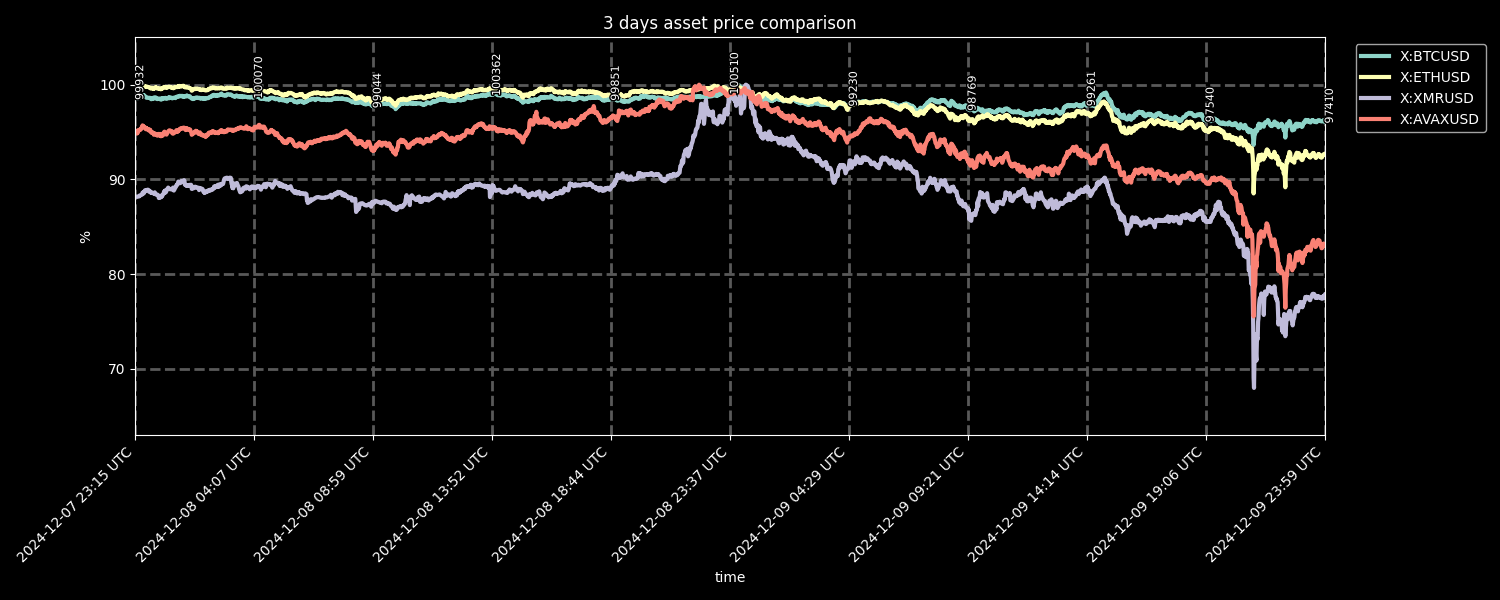 3 days asset price comparison
X:BTCUSD
X:ETHUSD
X:XMRUSD
X:AVAXUSD
99932
100070
99044
100362
99851
100510
99230
98769
99261
97540
97410
100
90
80
70
%
2024-12-07 23:15 UTC
2024-12-08 04:07 UTC
2024-12-08 08:59 UTC
2024-12-08 13:52 UTC
2024-12-08 18:44 UTC
2024-12-08 23:37 UTC
2024-12-09 04:29 UTC
2024-12-09 09:21 UTC
2024-12-09 14:14 UTC
2024-12-09 19:06 UTC
2024-12-09 23:59 UTC
time